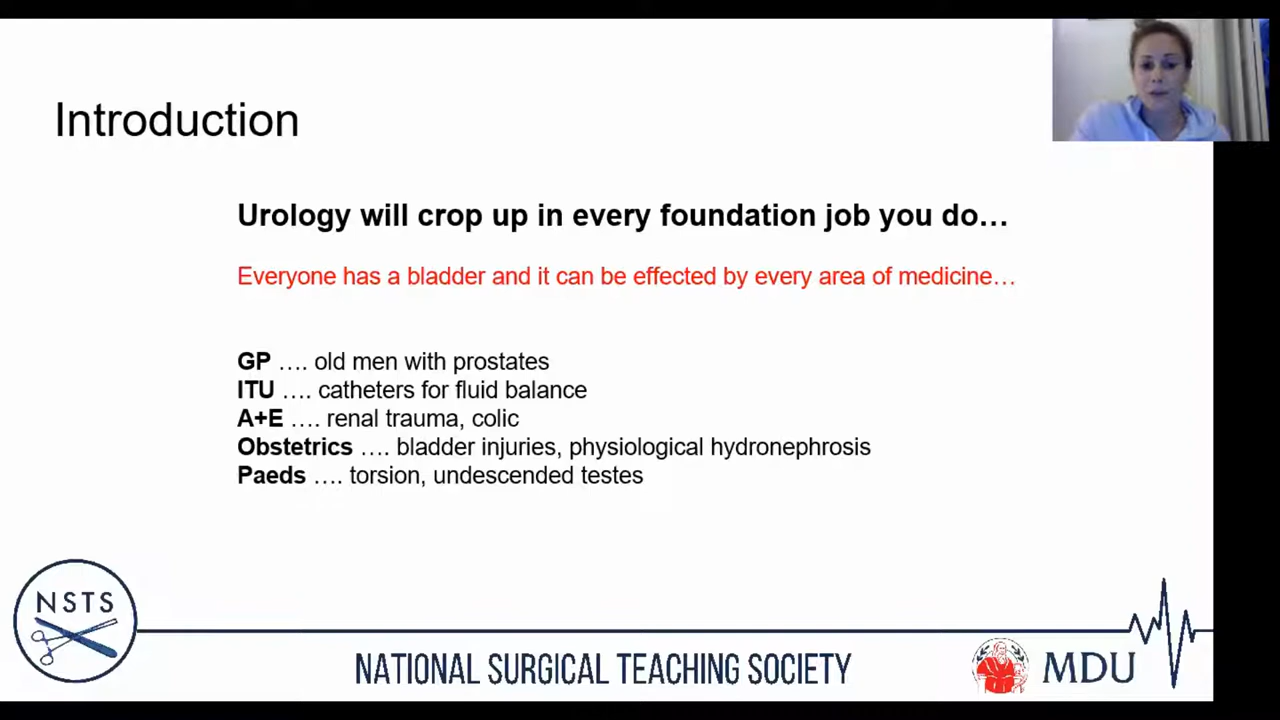 Introduction
Urology will crop up in every foundation job you do…
Everyone has a bladder and it can be effected by every area of medicine…
GP …. old men with prostates
ITU …. catheters for fluid balance
A+E …. renal trauma, colic
Obstetrics …. bladder injuries, physiological hydronephrosis
Paeds …. torsion, undescended testes
NSTS
NATIONAL SURGICAL TEACHING SOCIETY
MDU